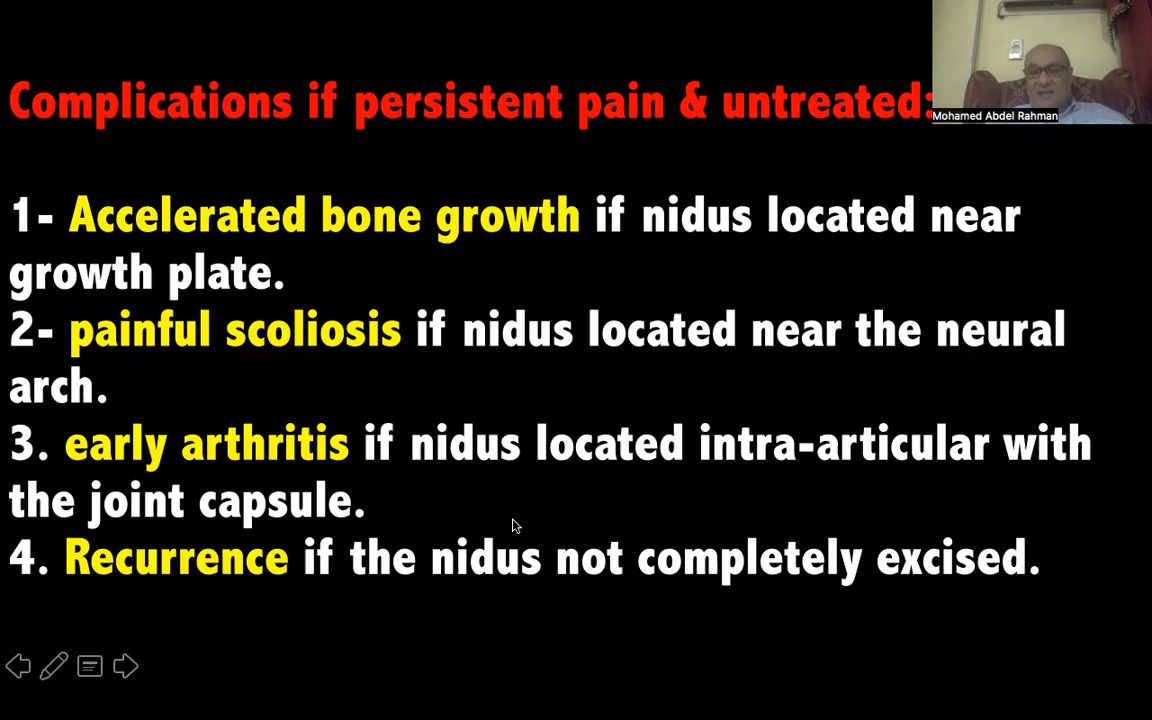 Complications if persistent pain & untreated:
Mohamed Abdel Rahman
1- Accelerated bone growth if nidus located near
growth plate.
2- painful scoliosis if nidus located near the neural
arch.
3. early arthritis if nidus located intra-articular with
the joint capsule.
4. Recurrence if the nidus not completely excised.